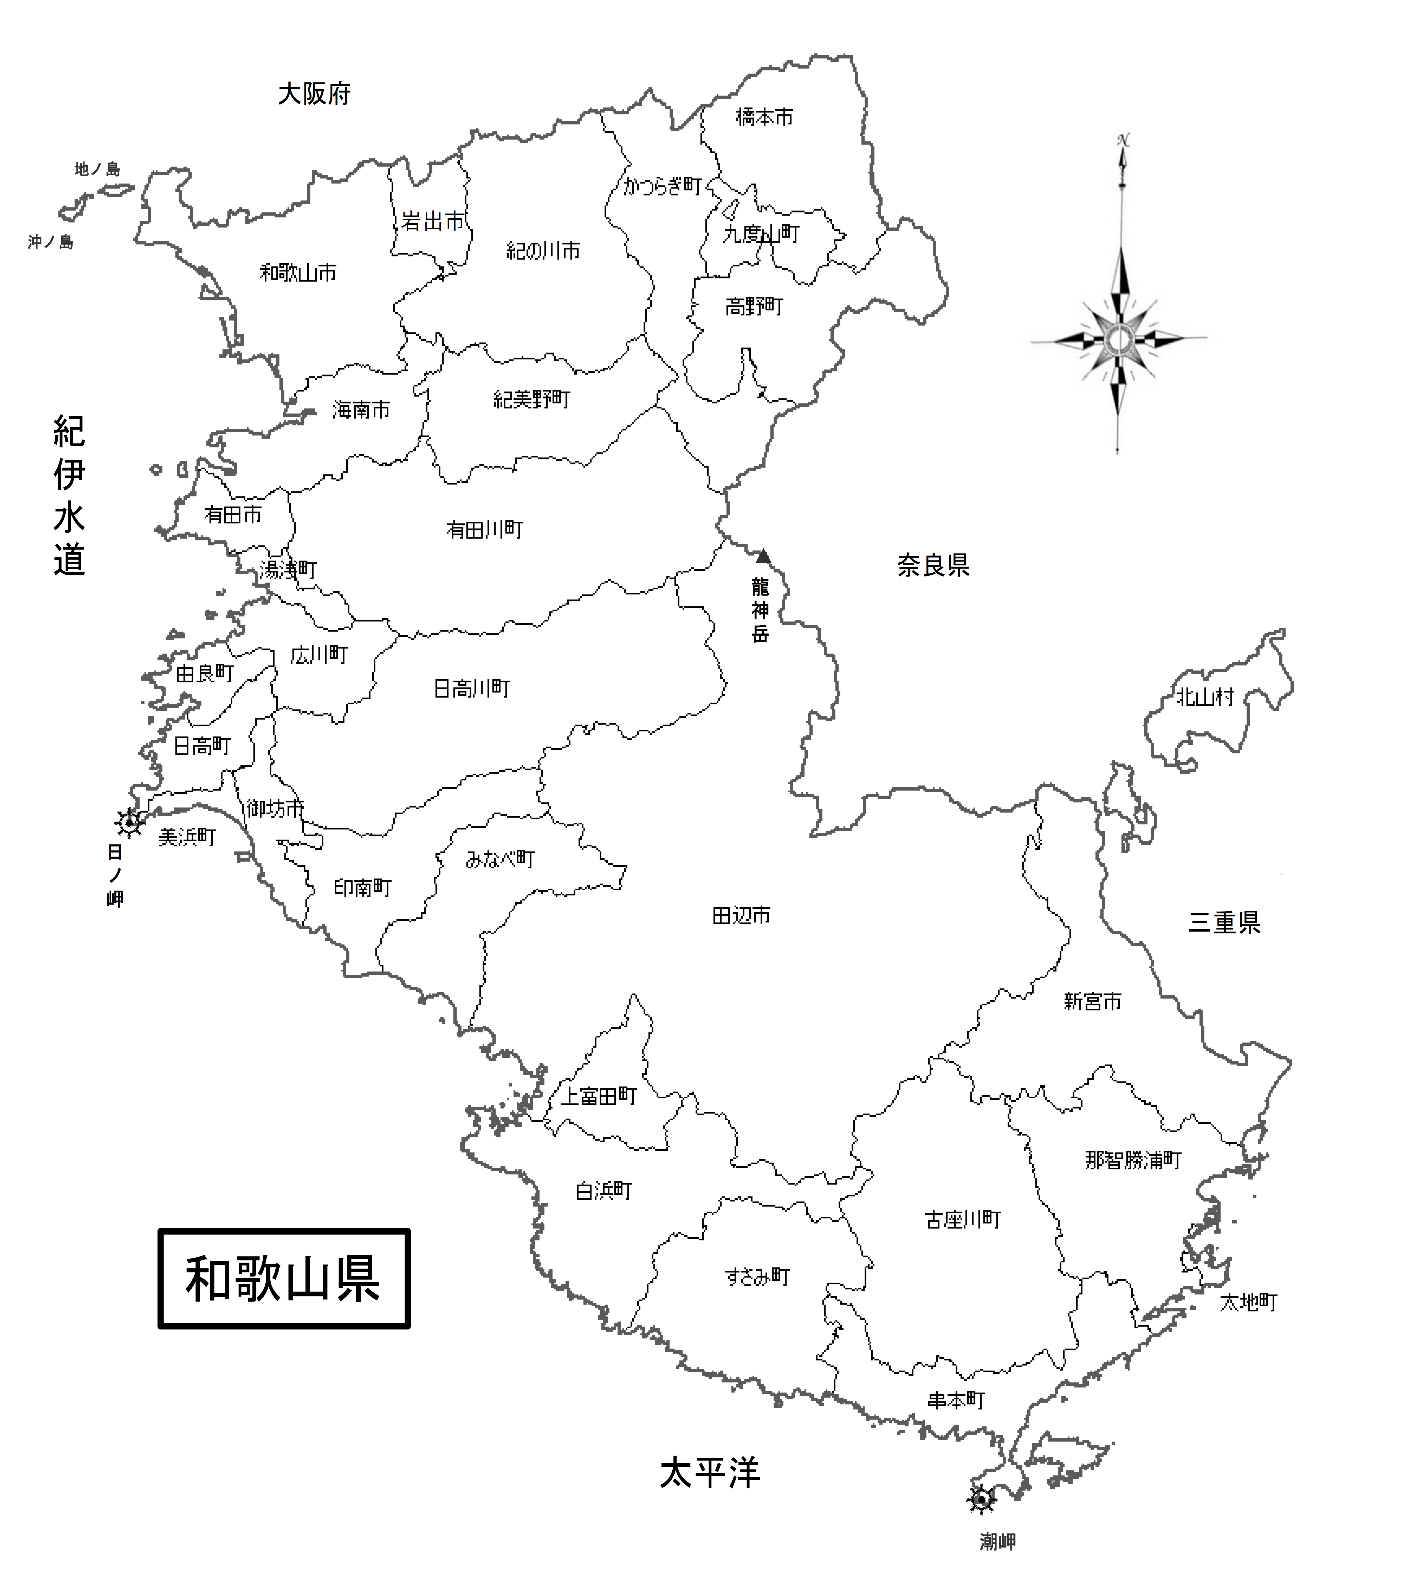 大阪府
N
橋本市
地ノ島
かつらぎ町
岩出市
沖ノ島
九度山町
紀の川市
和歌山市
高野町
紀美野町
海南市
紀伊水道
有田市
有田川町
奈良県
湯浅町
龍神岳
広川町
由良町
日高川町
北山村
日高町
御坊市
美浜町
日ノ岬
みなべ町
印南町
田辺市
三重県
新宮市
上富田町
那智勝浦町
白浜町
古座川町
すさみ町
和歌山県
太地町
串本町
太平洋
潮岬